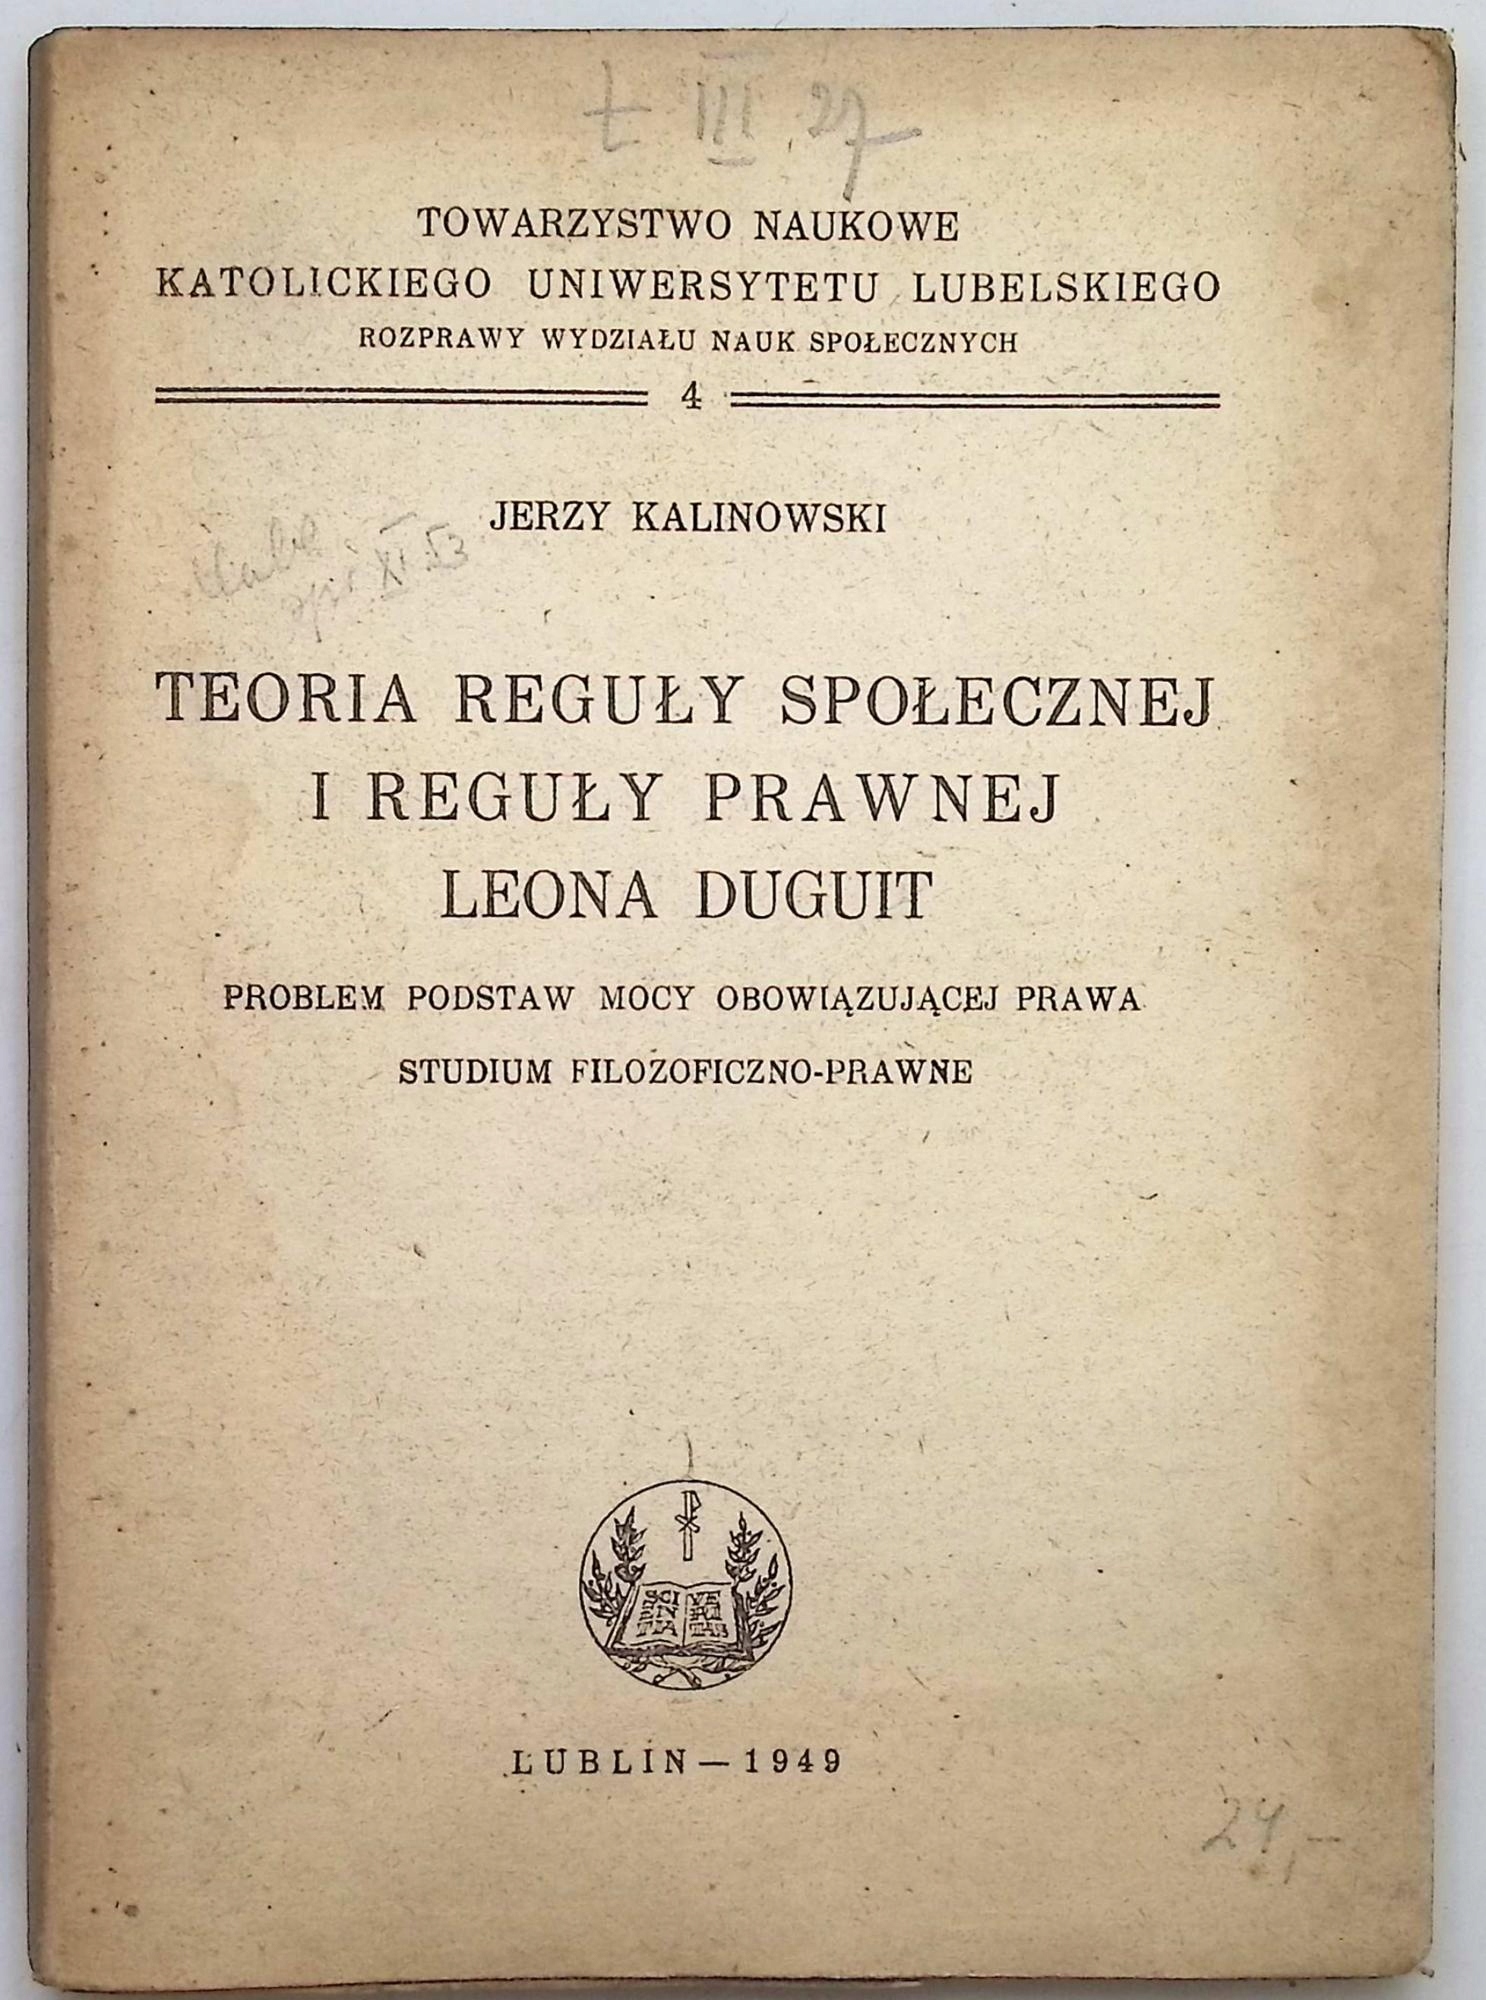 t III 27
TOWARZYSTWO NAUKOWE
KATOLICKIEGO UNIWERSYTETU LUBELSKIEGO
ROZPRAWY WYDZIAŁU NAUK SPOŁECZNYCH
4
JERZY KALINOWSKI
XI 53
TEORIA REGUŁY SPOŁECZNEJ
I REGUŁY PRAWNEJ
LEONA DUGUIT
PROBLEM PODSTAW MOCY OBOWIĄZUJĄCEJ PRAWA
STUDIUM FILOZOFICZNO-PRAWNE
SCI VE
EN RI
TIA TAS
LUBLIN — 1949
24,-